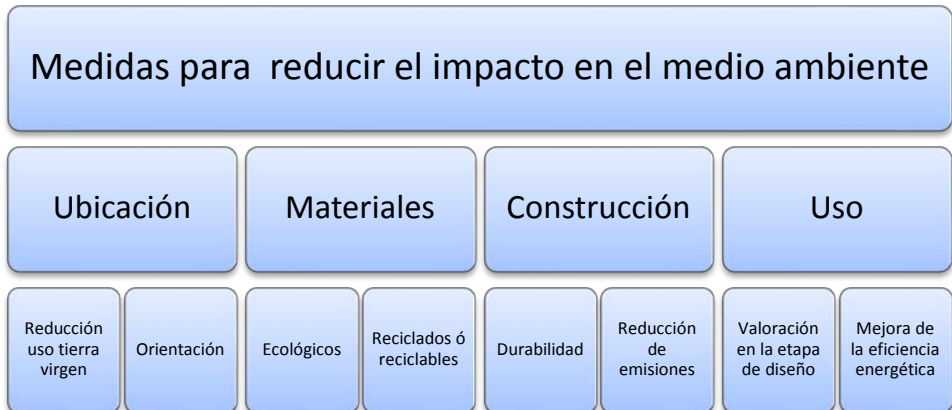 Medidas para reducir el impacto en el medio ambiente
Ubicación
Materiales
Construcción
Uso
Reducción
uso tierra
virgen
Orientación
Ecológicos
Reciclados ó
reciclables
Durabilidad
Reducción
de
emisiones
Valoración
en la etapa
de diseño
Mejora de
la eficiencia
energética